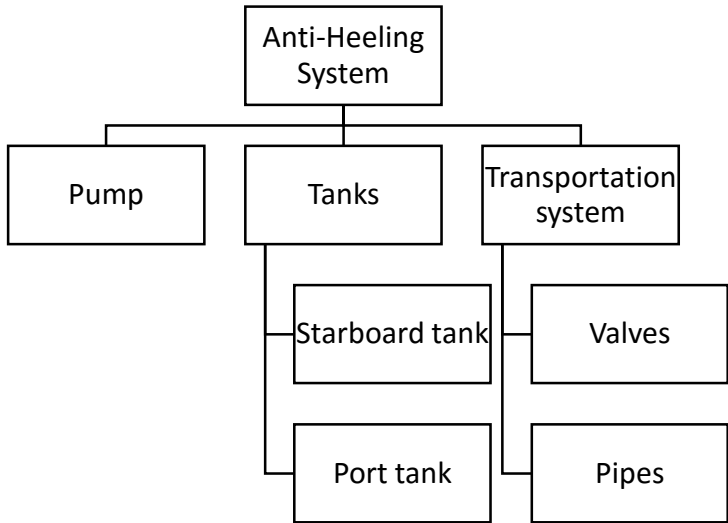 Anti-Heeling
System
Pump
Tanks
Transportation
system
Starboard tank
Valves
Port tank
Pipes